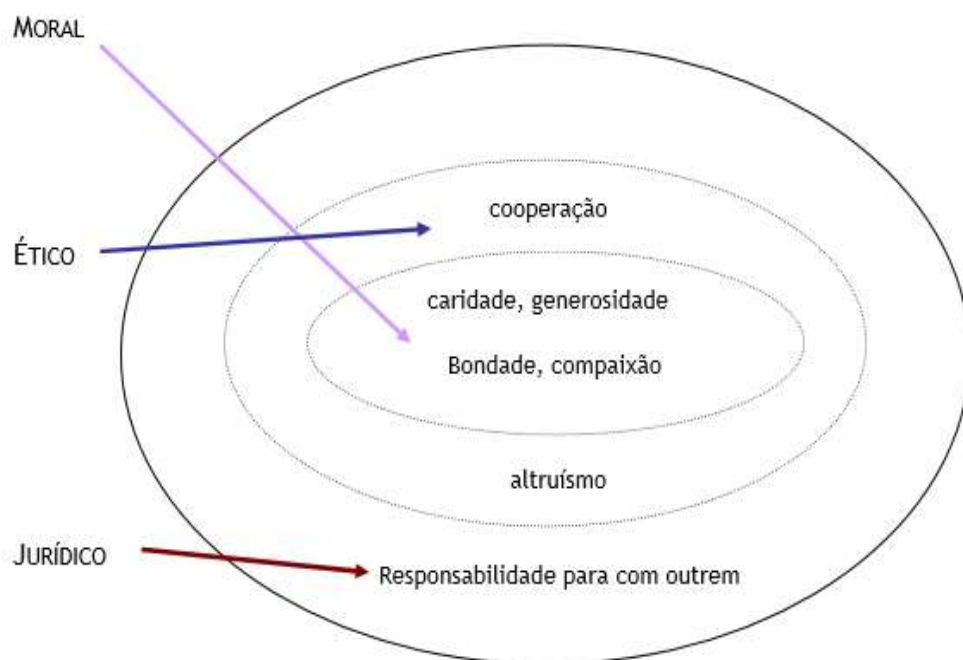 MORAL
cooperação
ÉTICO
caridade, generosidade
Bondade, compaixão
altruísmo
JURÍDICO
Responsabilidade para com outrem